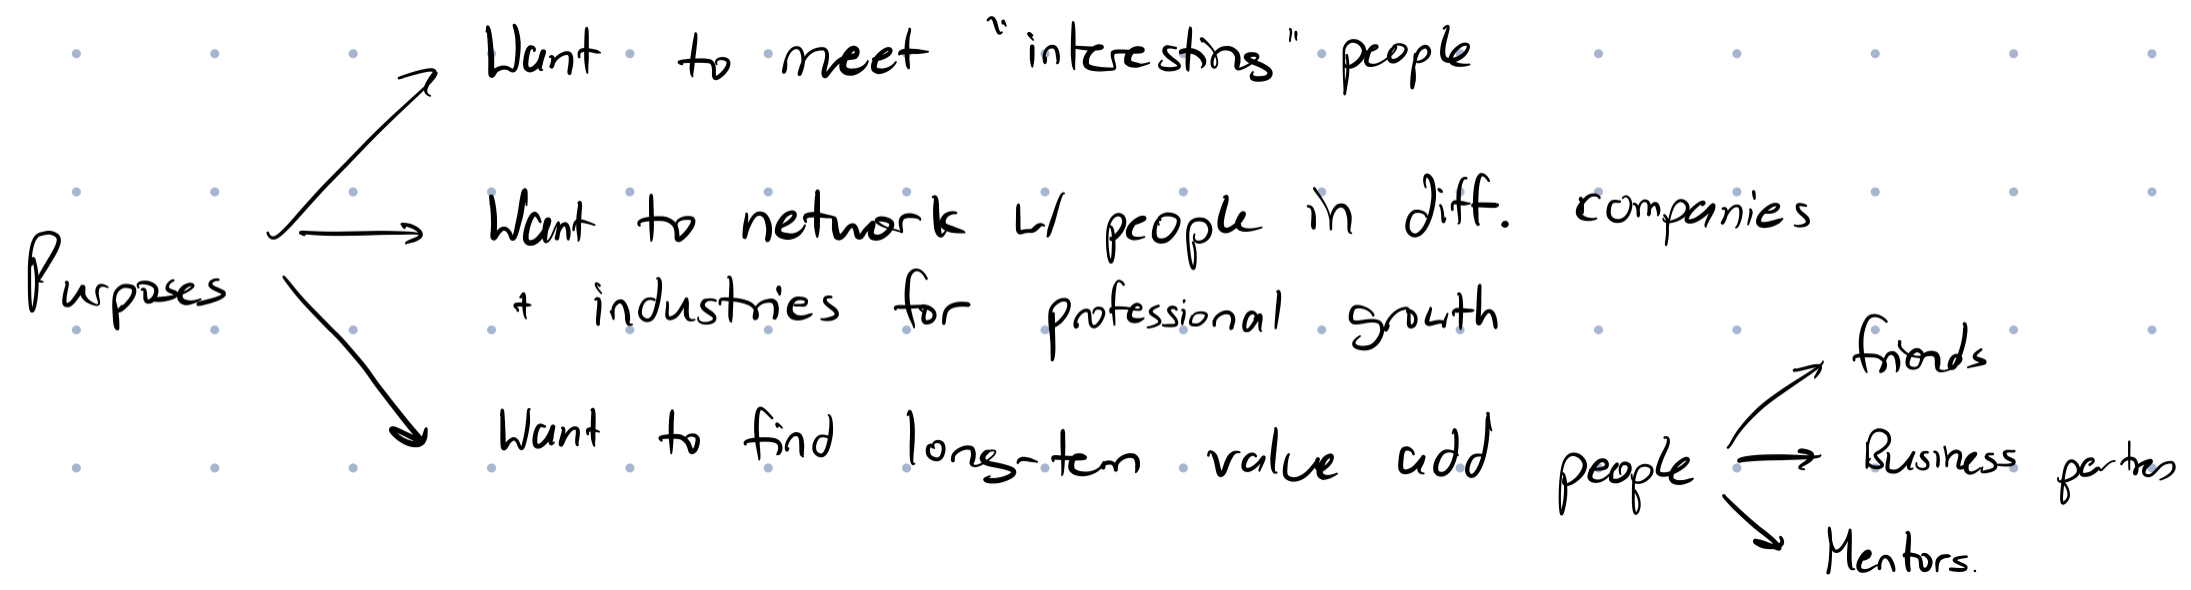 Want to meet "interesting" people
Purposes
Want to network w/ people in diff. companies
+ industries for professional growth
Want to find long-term value add people
friends
Business partners
Mentors.